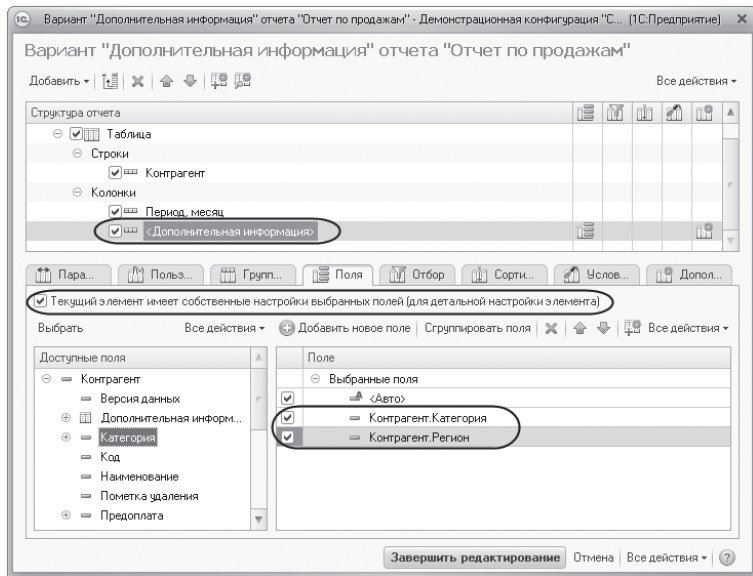 Вариант "Дополнительная информация" отчета "Отчет по продажам" - Демонстрационная конфигурация "С... (1С:Предприятие)
Вариант "Дополнительная информация" отчета "Отчет по продажам"
Добавить Все действия
Структура отчета
Таблица
Строки
Контрагент
Колонки
Период, месяц
<Дополнительная информация>
Пара... Польз... Групп... Поля Отбор Сорти... Услов... Допол...
Текущий элемент имеет собственные настройки выбранных полей (для детальной настройки элемента)
Выбрать Все действия Добавить новое поле Сгруппировать поля Все действия
Доступные поля Поле
Контрагент Выбранные поля
Версия данных <Авто>
Дополнительная информ... Контрагент.Категория
Категория Контрагент.Регион
Код
Наименование
Пометка удаления
Предоплата
Завершить редактирование Отмена Все действия ?